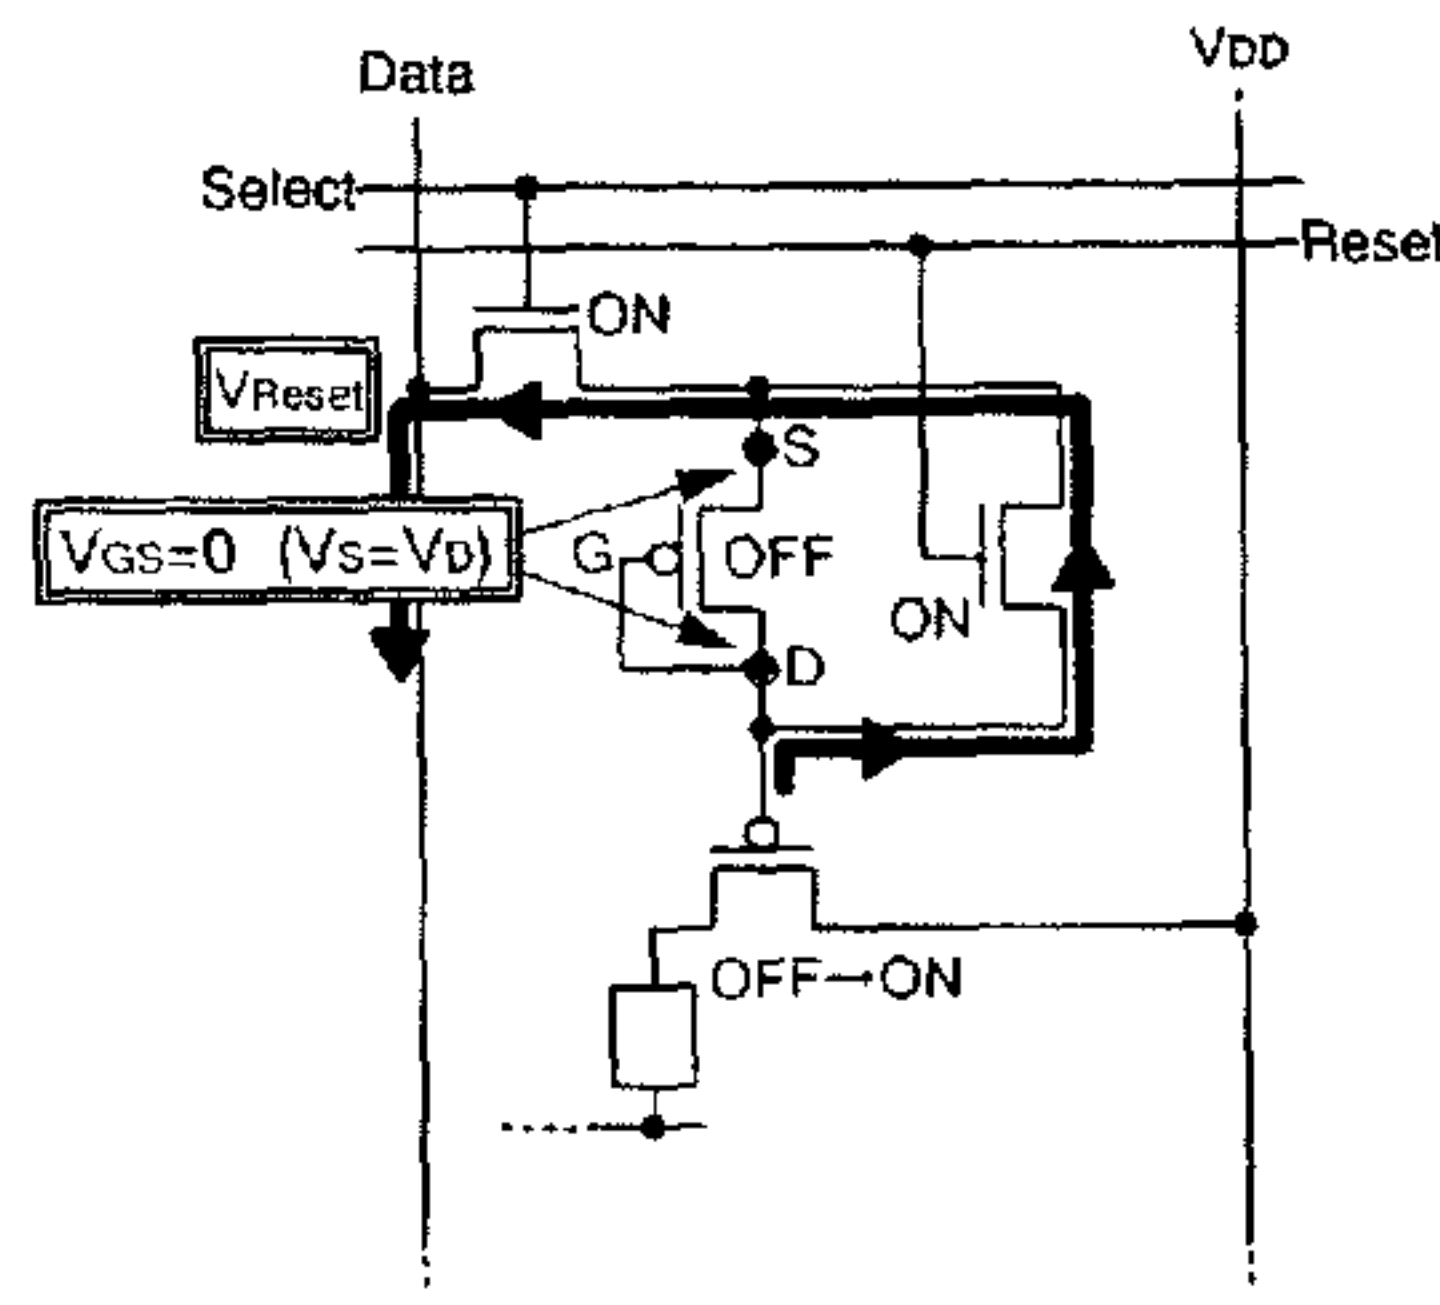 VDD
Data
Select
Reset
ON
VReset
S
VGS=0 (VS=VD)
G
OFF
ON
D
OFF→ON